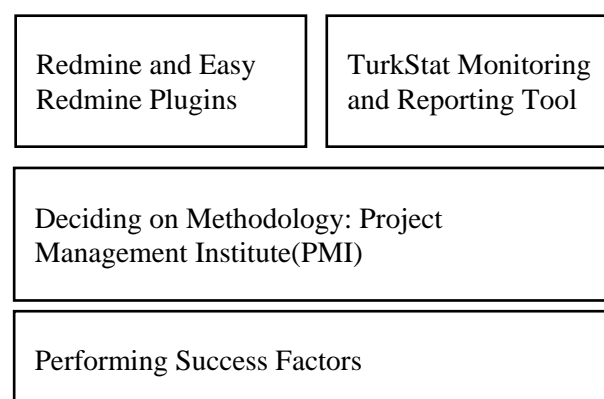 Redmine and Easy
Redmine Plugins
TurkStat Monitoring
and Reporting Tool
Deciding on Methodology: Project
Management Institute(PMI)
Performing Success Factors